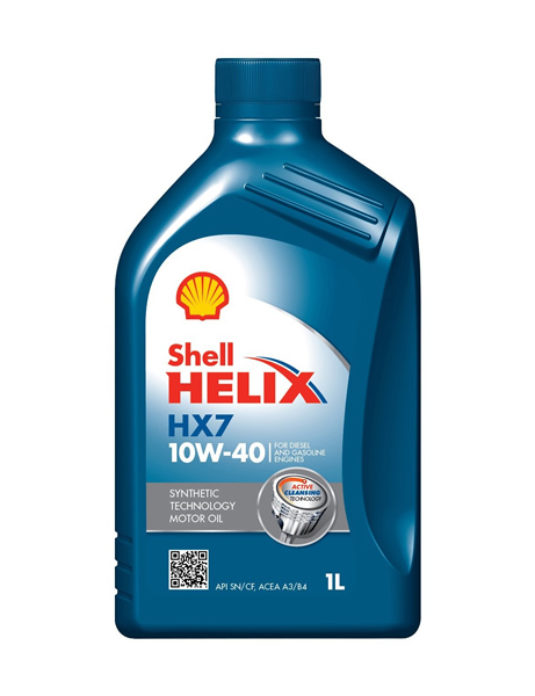 Shell
HELIX
HX7
10W-40
FOR DIESEL
AND GASOLINE
ENGINES
SYNTHETIC
TECHNOLOGY
MOTOR OIL
ACTIVE
CLEANSING
TECHNOLOGY
API SN/CF, ACEA A3/B4
1L